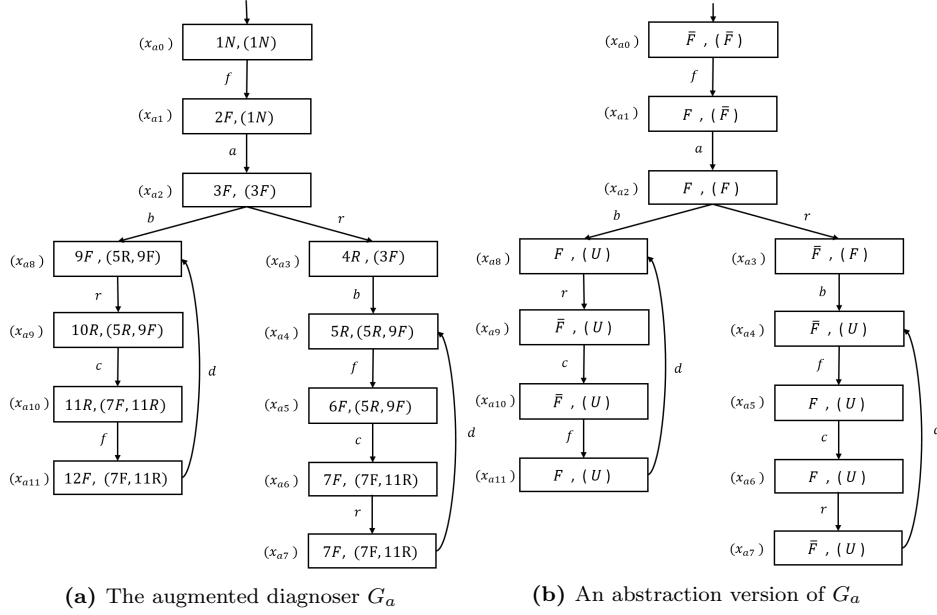 (x_{a0}) 1N, (1N)
f
(x_{a1}) 2F, (1N)
a
(x_{a2}) 3F, (3F)
b r
(x_{a8}) 9F , (5R, 9F)
(x_{a3}) 4R , (3F)
r b
(x_{a9}) 10R, (5R, 9F)
(x_{a4}) 5R, (5R, 9F)
c f
d
(x_{a10}) 11R, (7F, 11R)
(x_{a5}) 6F, (5R, 9F)
f c
d
(x_{a11}) 12F, (7F, 11R)
(x_{a6}) 7F, (7F, 11R)
r
(x_{a7}) 7F, (7F, 11R)
(a) The augmented diagnoser G_a
(x_{a0}) F̄ , ( F̄ )
f
(x_{a1}) F , ( F̄ )
a
(x_{a2}) F , ( F )
b r
(x_{a8}) F , ( U )
(x_{a3}) F̄ , ( F )
r b
(x_{a9}) F̄ , ( U )
(x_{a4}) F̄ , ( U )
c f
d
(x_{a10}) F̄ , ( U )
(x_{a5}) F , ( U )
f c
(x_{a11}) F , ( U )
(x_{a6}) F , ( U )
r
(x_{a7}) F̄ , ( U )
(b) An abstraction version of G_a